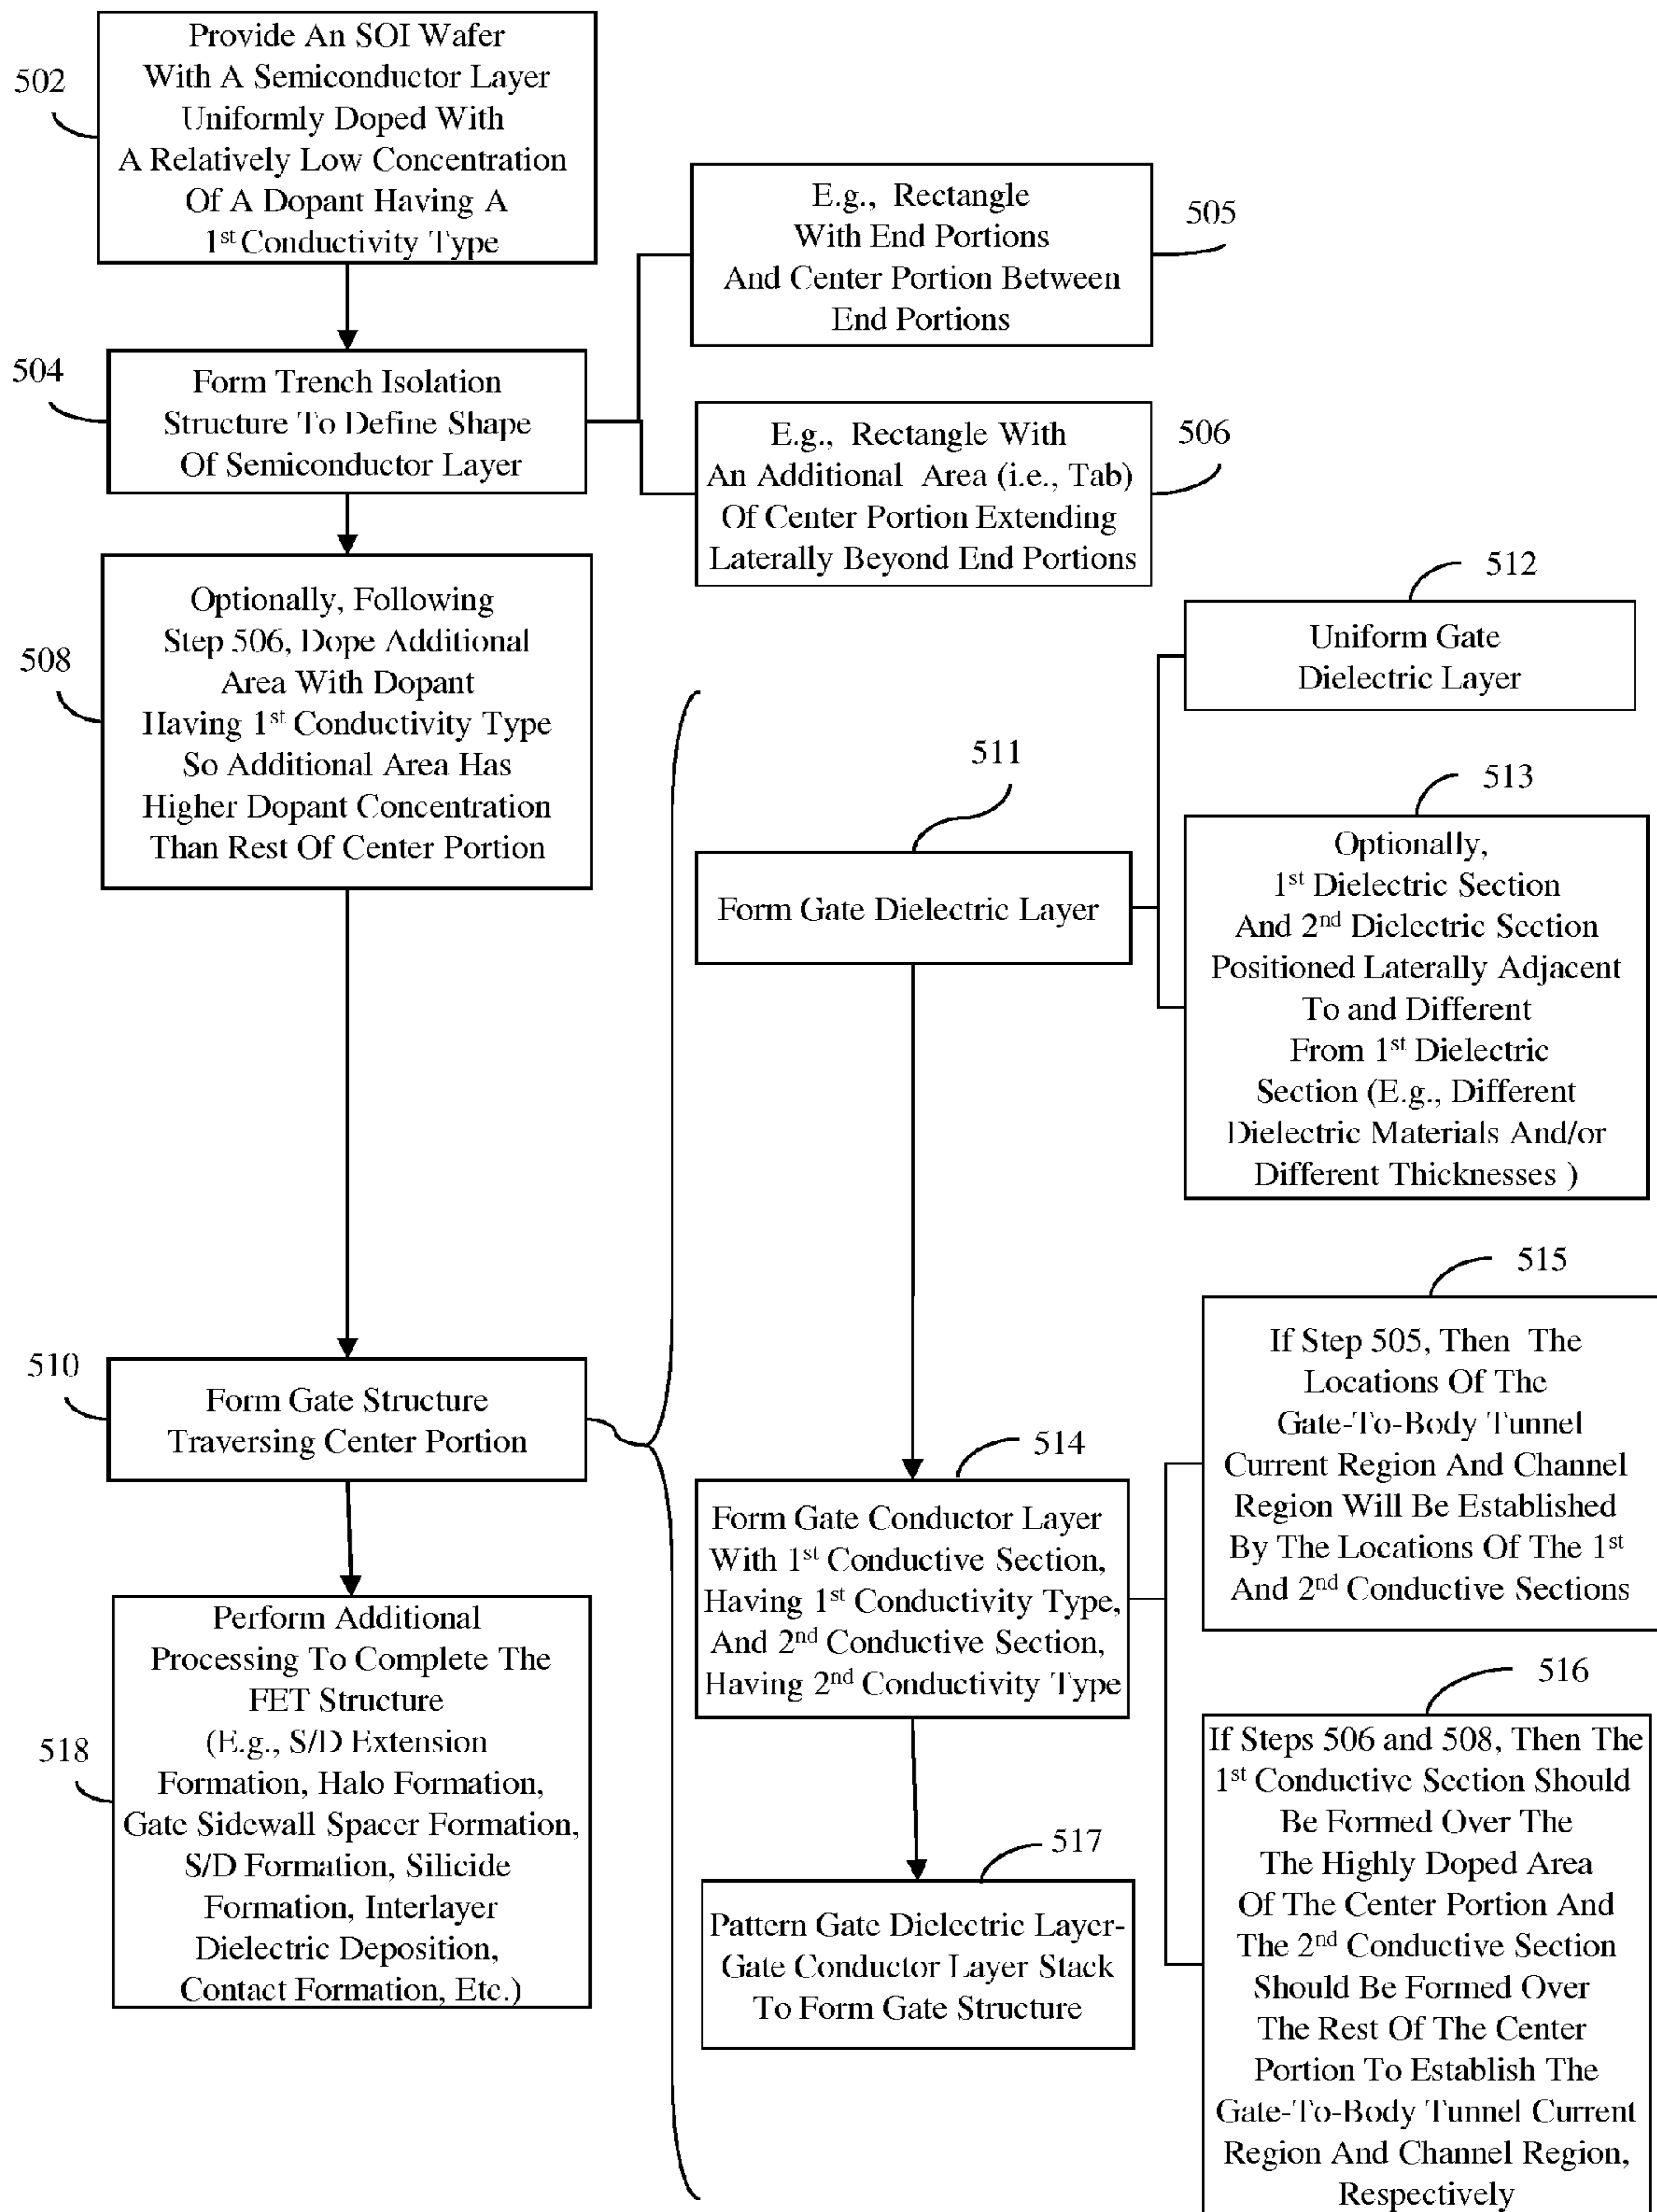 502
Provide An SOI Wafer
With A Semiconductor Layer
Uniformly Doped With
A Relatively Low Concentration
Of A Dopant Having A
1st Conductivity Type
504
Form Trench Isolation
Structure To Define Shape
Of Semiconductor Layer
505
E.g., Rectangle
With End Portions
And Center Portion Between
End Portions
506
E.g., Rectangle With
An Additional Area (i.e., Tab)
Of Center Portion Extending
Laterally Beyond End Portions
508
Optionally, Following
Step 506, Dope Additional
Area With Dopant
Having 1st Conductivity Type
So Additional Area Has
Higher Dopant Concentration
Than Rest Of Center Portion
510
Form Gate Structure
Traversing Center Portion
511
Form Gate Dielectric Layer
512
Uniform Gate
Dielectric Layer
513
Optionally,
1st Dielectric Section
And 2nd Dielectric Section
Positioned Laterally Adjacent
To and Different
From 1st Dielectric
Section (E.g., Different
Dielectric Materials And/or
Different Thicknesses )
514
Form Gate Conductor Layer
With 1st Conductive Section,
Having 1st Conductivity Type,
And 2nd Conductive Section,
Having 2nd Conductivity Type
515
If Step 505, Then The
Locations Of The
Gate-To-Body Tunnel
Current Region And Channel
Region Will Be Established
By The Locations Of The 1st
And 2nd Conductive Sections
516
If Steps 506 and 508, Then The
1st Conductive Section Should
Be Formed Over The
The Highly Doped Area
Of The Center Portion And
The 2nd Conductive Section
Should Be Formed Over
The Rest Of The Center
Portion To Establish The
Gate-To-Body Tunnel Current
Region And Channel Region,
Respectively
517
Pattern Gate Dielectric Layer-
Gate Conductor Layer Stack
To Form Gate Structure
518
Perform Additional
Processing To Complete The
FET Structure
(E.g., S/D Extension
Formation, Halo Formation,
Gate Sidewall Spacer Formation,
S/D Formation, Silicide
Formation, Interlayer
Dielectric Deposition,
Contact Formation, Etc.)